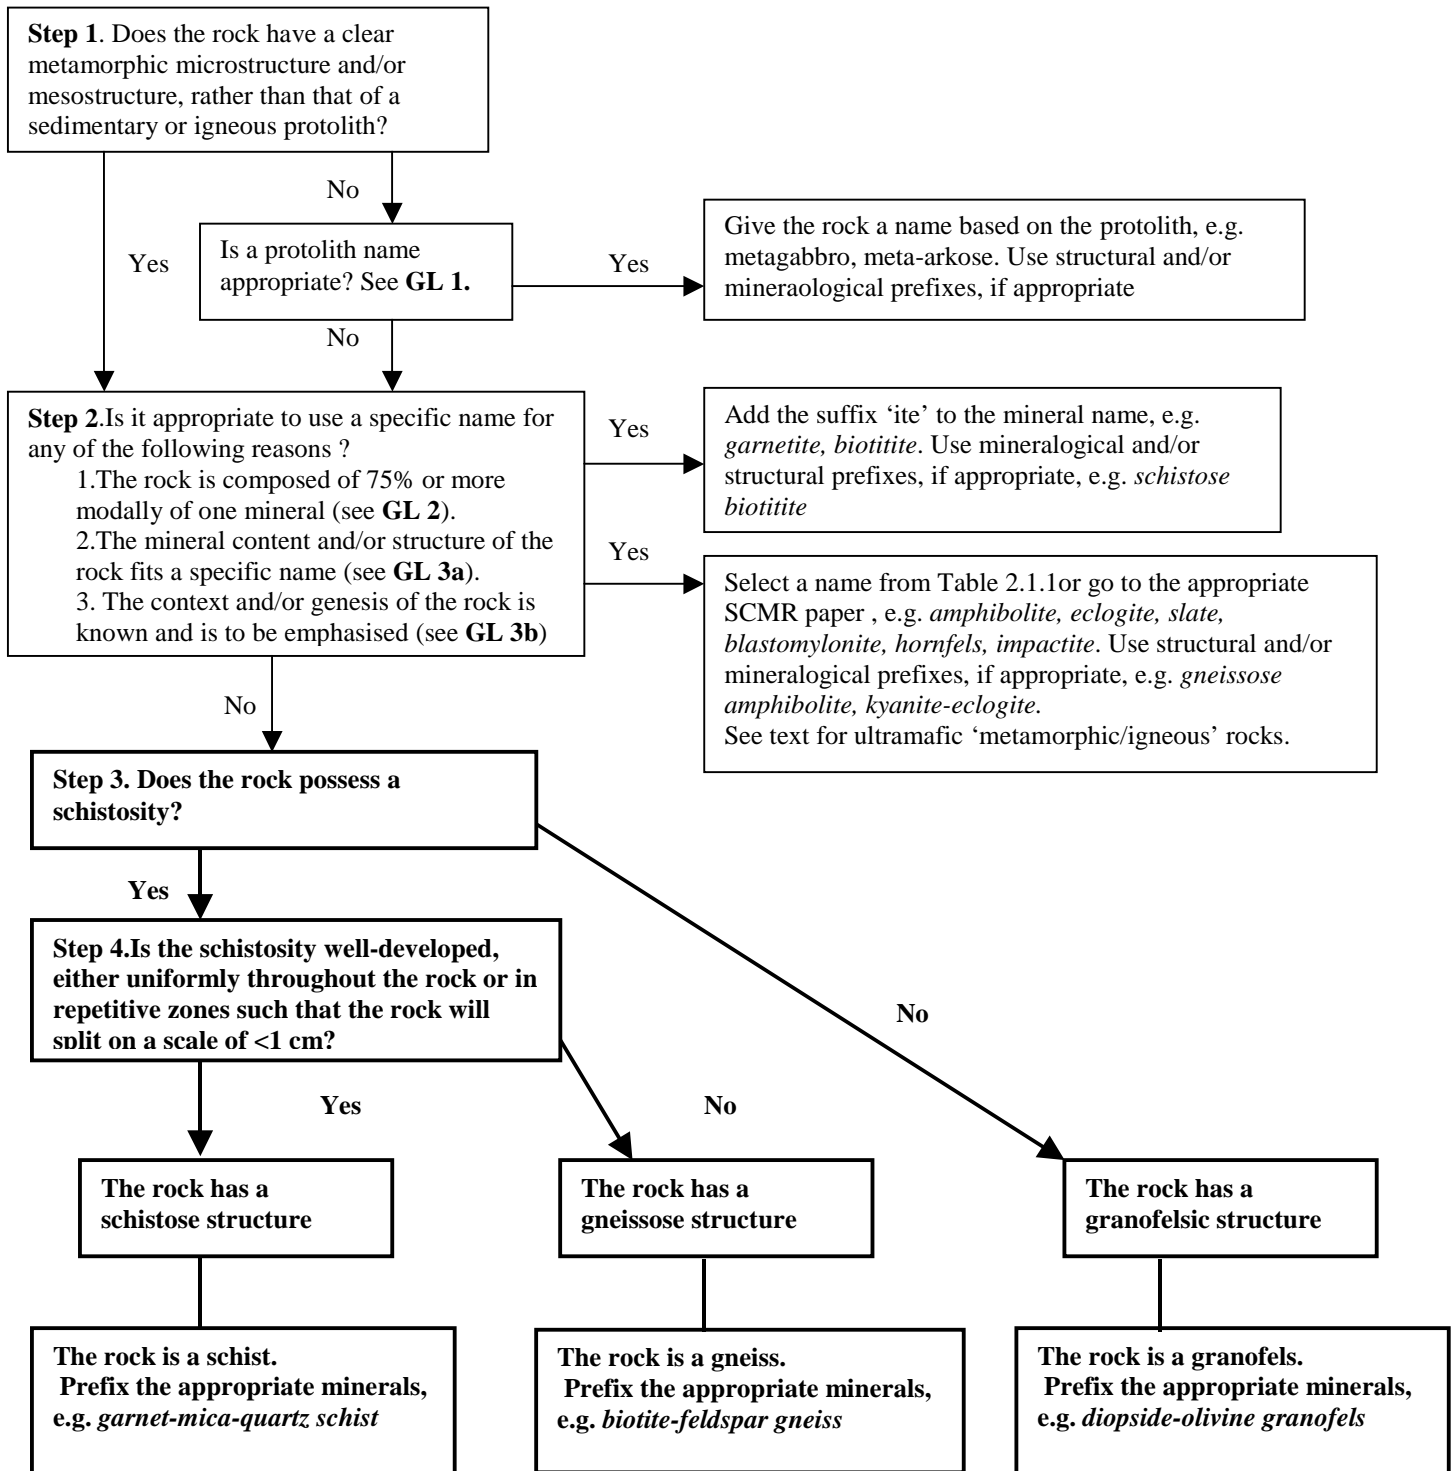 Step 1. Does the rock have a clear
metamorphic microstructure and/or
mesostructure, rather than that of a
sedimentary or igneous protolith?
No
Yes
Is a protolith name
appropriate? See GL 1.
Yes
Give the rock a name based on the protolith, e.g.
metagabbro, meta-arkose. Use structural and/or
mineraological prefixes, if appropriate
No
Step 2.Is it appropriate to use a specific name for
any of the following reasons ?
1.The rock is composed of 75% or more
modally of one mineral (see GL 2).
2.The mineral content and/or structure of the
rock fits a specific name (see GL 3a).
3. The context and/or genesis of the rock is
known and is to be emphasised (see GL 3b)
Yes
Add the suffix ‘ite’ to the mineral name, e.g.
garnetite, biotitite. Use mineralogical and/or
structural prefixes, if appropriate, e.g. schistose
biotitite
Yes
Select a name from Table 2.1.1or go to the appropriate
SCMR paper , e.g. amphibolite, eclogite, slate,
blastomylonite, hornfels, impactite. Use structural and/or
mineralogical prefixes, if appropriate, e.g. gneissose
amphibolite, kyanite-eclogite.
See text for ultramafic ‘metamorphic/igneous’ rocks.
No
Step 3. Does the rock possess a
schistosity?
Yes
Step 4.Is the schistosity well-developed,
either uniformly throughout the rock or in
repetitive zones such that the rock will
split on a scale of <1 cm?
No
Yes
No
The rock has a
schistose structure
The rock has a
gneissose structure
The rock has a
granofelsic structure
The rock is a schist.
Prefix the appropriate minerals,
e.g. garnet-mica-quartz schist
The rock is a gneiss.
Prefix the appropriate minerals,
e.g. biotite-feldspar gneiss
The rock is a granofels.
Prefix the appropriate minerals,
e.g. diopside-olivine granofels